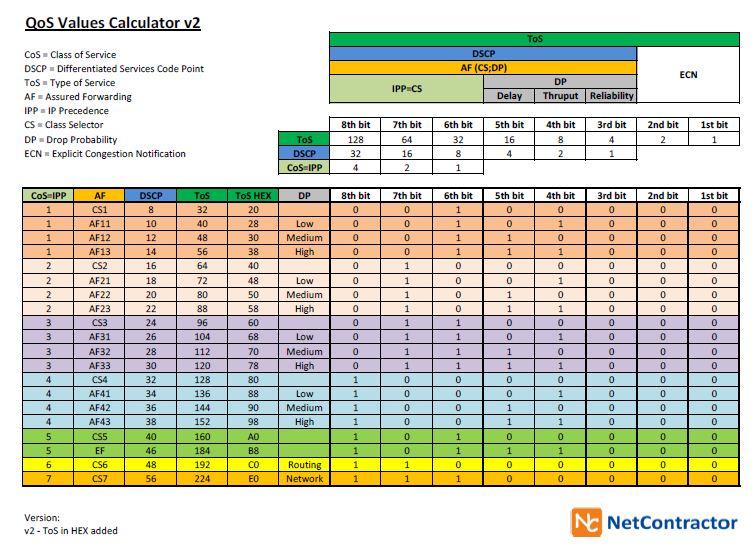 QoS Values Calculator v2
CoS = Class of Service
DSCP = Differentiated Services Code Point
ToS = Type of Service
AF = Assured Forwarding
IPP = IP Precedence
CS = Class Selector
DP = Drop Probability
ECN = Explicit Congestion Notification
ToS
DSCP
AF (CS;DP)
ECN
IPP=CS
DP
Delay Thruput Reliability
8th bit 7th bit 6th bit 5th bit 4th bit 3rd bit 2nd bit 1st bit
ToS 128 64 32 16 8 4 2 1
DSCP 32 16 8 4 2 1
CoS=IPP 4 2 1
CoS=IPP AF DSCP ToS ToS HEX DP 8th bit 7th bit 6th bit 5th bit 4th bit 3rd bit 2nd bit 1st bit
1 CS1 8 32 20 0 0 1 0 0 0 0 0
1 AF11 10 40 28 Low 0 0 1 0 1 0 0 0
1 AF12 12 48 30 Medium 0 0 1 1 0 0 0 0
1 AF13 14 56 38 High 0 0 1 1 1 0 0 0
2 CS2 16 64 40 0 1 0 0 0 0 0 0
2 AF21 18 72 48 Low 0 1 0 0 1 0 0 0
2 AF22 20 80 50 Medium 0 1 0 1 0 0 0 0
2 AF23 22 88 58 High 0 1 0 1 1 0 0 0
3 CS3 24 96 60 0 1 1 0 0 0 0 0
3 AF31 26 104 68 Low 0 1 1 0 1 0 0 0
3 AF32 28 112 70 Medium 0 1 1 1 0 0 0 0
3 AF33 30 120 78 High 0 1 1 1 1 0 0 0
4 CS4 32 128 80 1 0 0 0 0 0 0 0
4 AF41 34 136 88 Low 1 0 0 0 1 0 0 0
4 AF42 36 144 90 Medium 1 0 0 1 0 0 0 0
4 AF43 38 152 98 High 1 0 0 1 1 0 0 0
5 CS5 40 160 A0 1 0 1 0 0 0 0 0
5 EF 46 184 B8 1 0 1 1 1 0 0 0
6 CS6 48 192 C0 Routing 1 1 0 0 0 0 0 0
7 CS7 56 224 E0 Network 1 1 1 0 0 0 0 0
Version:
v2 - ToS in HEX added
NC NetContractor